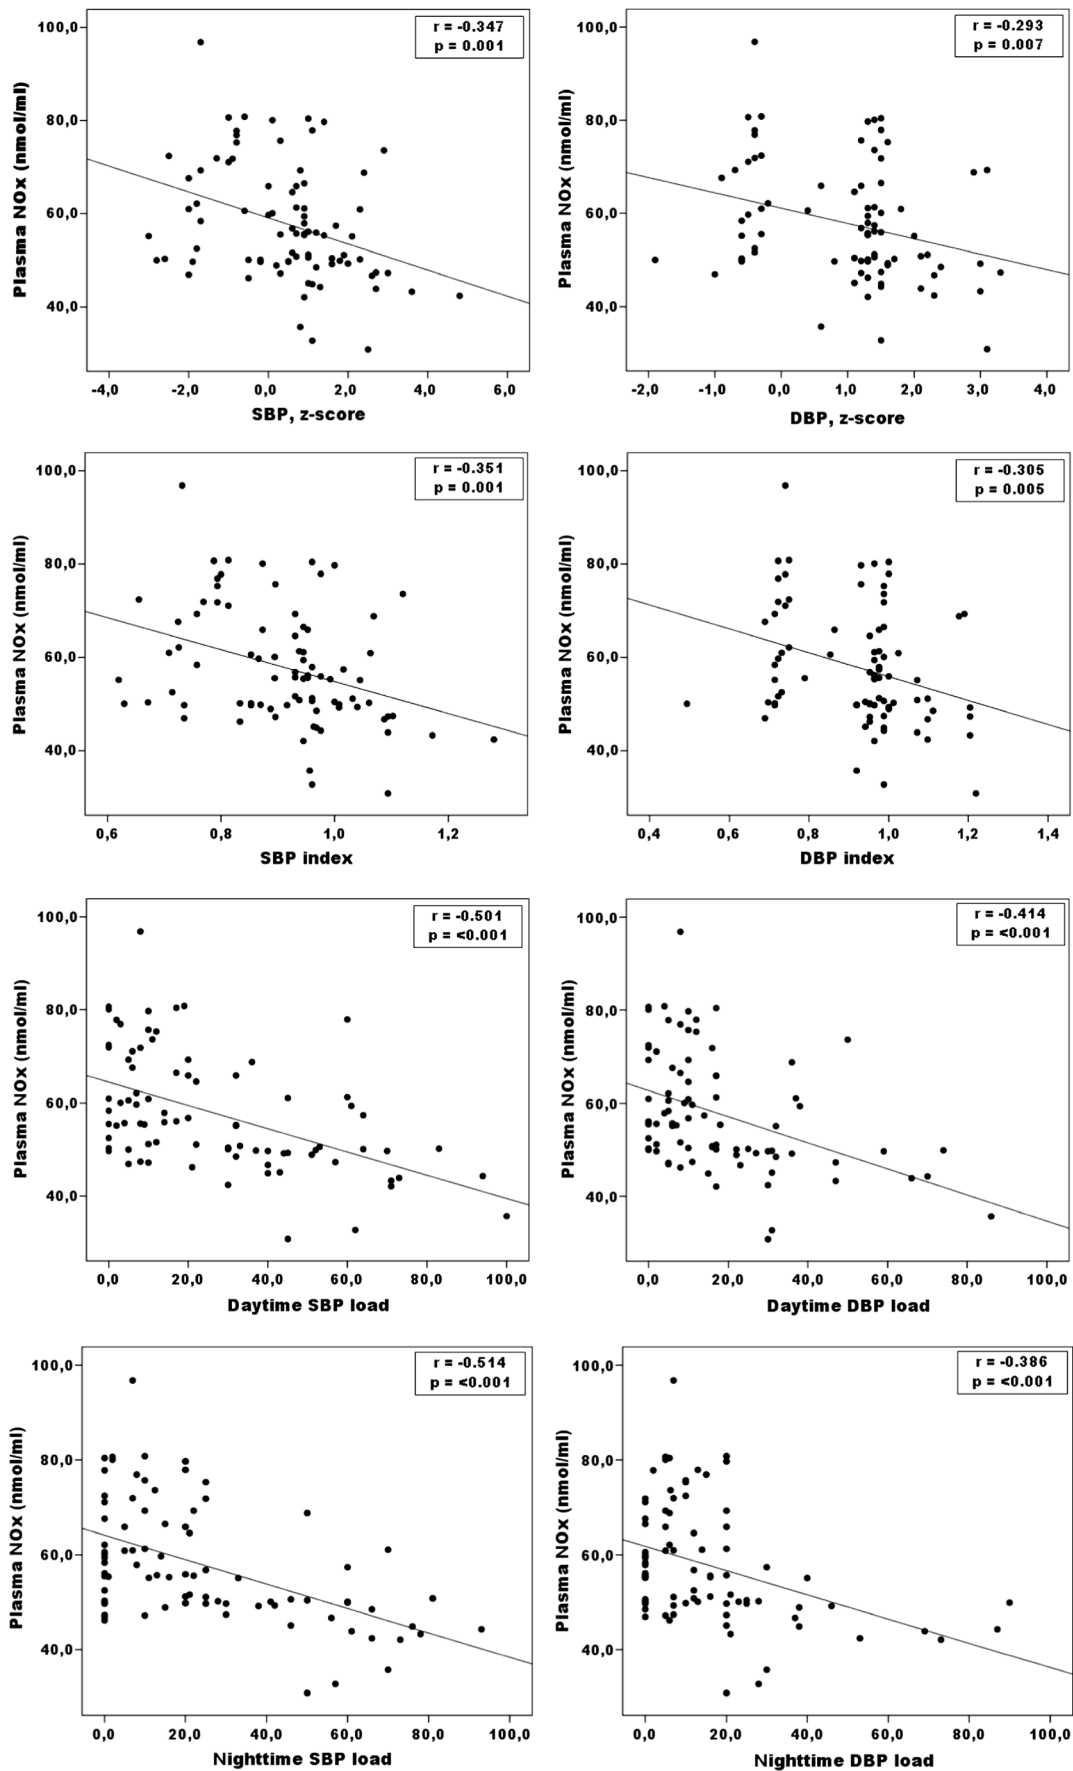 r = -0.347
p = 0.001
100,0
80,0
60,0
40,0
Plasma NOx (nmol/ml)
-4,0 -2,0 0,0 2,0 4,0 6,0
SBP, z-score
r = -0.293
p = 0.007
100,0
80,0
60,0
40,0
Plasma NOx (nmol/ml)
-2,0 -1,0 0,0 1,0 2,0 3,0 4,0
DBP, z-score
r = -0.351
p = 0.001
100,0
80,0
60,0
40,0
Plasma NOx (nmol/ml)
0,6 0,8 1,0 1,2
SBP index
r = -0.305
p = 0.005
100,0
80,0
60,0
40,0
Plasma NOx (nmol/ml)
0,4 0,6 0,8 1,0 1,2 1,4
DBP index
r = -0.501
p = <0.001
100,0
80,0
60,0
40,0
Plasma NOx (nmol/ml)
0,0 20,0 40,0 60,0 80,0 100,0
Daytime SBP load
r = -0.414
p = <0.001
100,0
80,0
60,0
40,0
Plasma NOx (nmol/ml)
0,0 20,0 40,0 60,0 80,0 100,0
Daytime DBP load
r = -0.514
p = <0.001
100,0
80,0
60,0
40,0
Plasma NOx (nmol/ml)
0,0 20,0 40,0 60,0 80,0 100,0
Nighttime SBP load
r = -0.386
p = <0.001
100,0
80,0
60,0
40,0
Plasma NOx (nmol/ml)
0,0 20,0 40,0 60,0 80,0 100,0
Nighttime DBP load